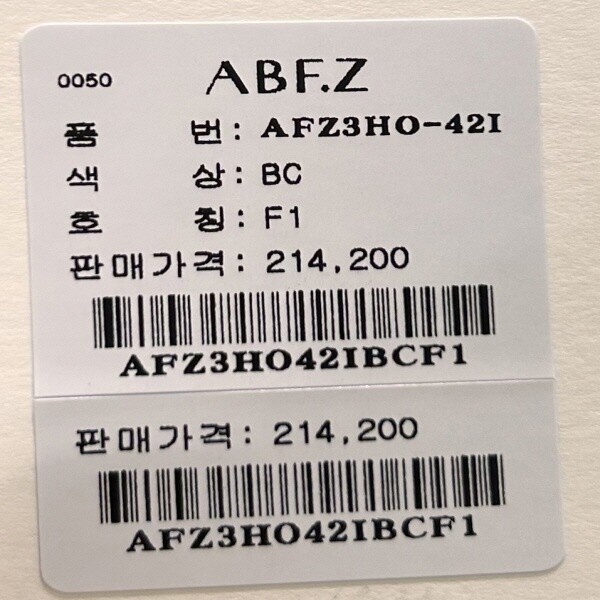 0050 ABF.Z
품 번: AFZ3HO-42I
색 상: BC
호 칭: F1
판매가격: 214,200
AFZ3HO42IBCF1
판매가격: 214,200
AFZ3HO42IBCF1